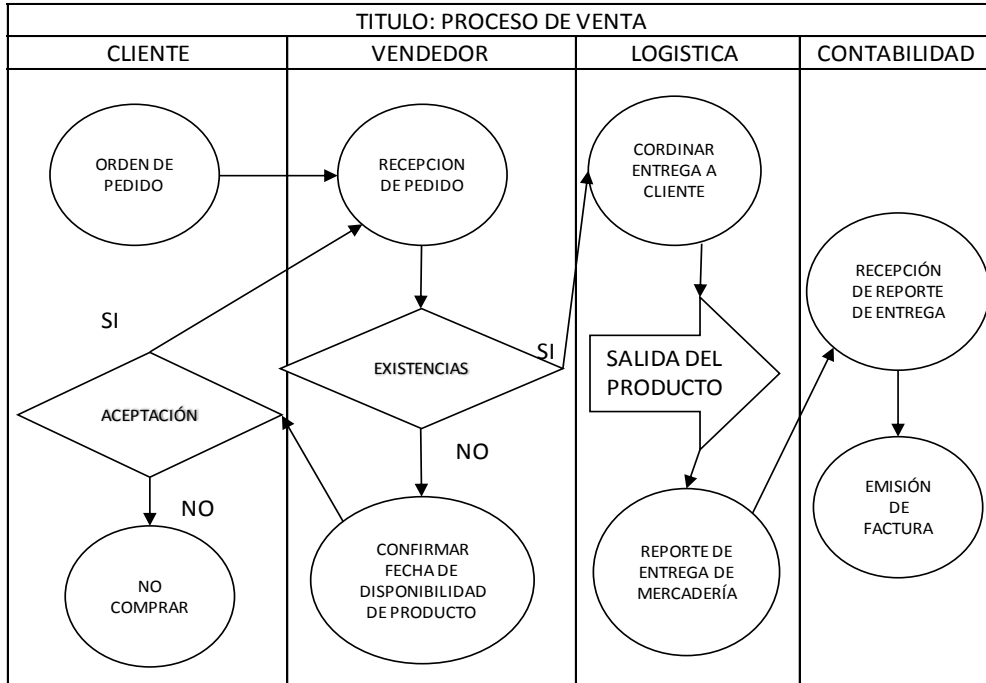 TITULO: PROCESO DE VENTA
CLIENTE
VENDEDOR
LOGISTICA
CONTABILIDAD
ORDEN DE
PEDIDO
RECEPCION
DE PEDIDO
CORDINAR
ENTREGA A
CLIENTE
RECEPCIÓN
DE REPORTE
DE ENTREGA
SI
ACEPTACIÓN
NO
NO
COMPRAR
EXISTENCIAS
SI
NO
CONFIRMAR
FECHA DE
DISPONIBILIDAD
DE PRODUCTO
SALIDA DEL
PRODUCTO
REPORTE DE
ENTREGA DE
MERCADERÍA
EMISIÓN
DE
FACTURA